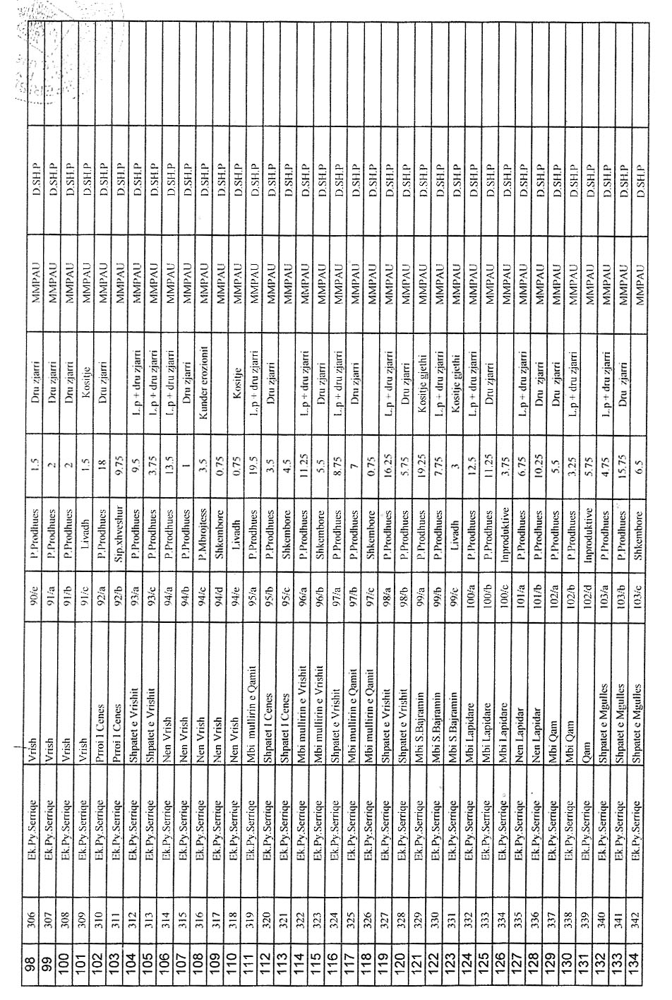 98 306 Ek.Py.Serriqe Vrish 90/c P.Prodhues 1.5 Dru zjarri MMPAU D.SH.P
99 307 Ek.Py.Serriqe Vrish 91/a P.Prodhues 2 Dru zjarri MMPAU D.SH.P
100 308 Ek.Py.Serriqe Vrish 91/b P.Prodhues 2 Dru zjarri MMPAU D.SH.P
101 309 Ek.Py.Serriqe Vrish 91/c Livadh 1.5 Kositje MMPAU D.SH.P
102 310 Ek.Py.Serriqe Prroi I Cenes 92/a P.Prodhues 18 Dru zjarri MMPAU D.SH.P
103 311 Ek.Py.Serriqe Prroi I Cenes 92/b Sip.xhveshur 9.75 MMPAU D.SH.P
104 312 Ek.Py.Serriqe Shpatet e Vrishit 93/a P.Prodhues 9.5 L.p + dru zjarri MMPAU D.SH.P
105 313 Ek.Py.Serriqe Shpatet e Vrishit 93/c P.Prodhues 3.75 L.p + dru zjarri MMPAU D.SH.P
106 314 Ek.Py.Serriqe Nen Vrish 94/a P.Prodhues 13.5 L.p + dru zjarri MMPAU D.SH.P
107 315 Ek.Py.Serriqe Nen Vrish 94/b P.Prodhues 1 Dru zjarri MMPAU D.SH.P
108 316 Ek.Py.Serriqe Nen Vrish 94/c P.Mbrojtess 3.5 Kunder erozionit MMPAU D.SH.P
109 317 Ek.Py.Serriqe Nen Vrish 94/d Shkembore 0.75 MMPAU D.SH.P
110 318 Ek.Py.Serriqe Nen Vrish 94/e Livadh 0.75 Kositje MMPAU D.SH.P
111 319 Ek.Py.Serriqe Mbi mullirin e Qamit 95/a P.Prodhues 19.5 L.p + dru zjarri MMPAU D.SH.P
112 320 Ek.Py.Serriqe Shpatet I Cenes 95/b P.Prodhues 3.5 Dru zjarri MMPAU D.SH.P
113 321 Ek.Py.Serriqe Shpatet I Cenes 95/c Shkembore 4.5 MMPAU D.SH.P
114 322 Ek.Py.Serriqe Mbi mullirin e Vrishit 96/a P.Prodhues 11.25 L.p + dru zjarri MMPAU D.SH.P
115 323 Ek.Py.Serriqe Mbi mullirin e Vrishit 96/b Shkembore 5.5 Dru zjarri MMPAU D.SH.P
116 324 Ek.Py.Serriqe Shpatet e Vrishit 97/a P.Prodhues 8.75 L.p + dru zjarri MMPAU D.SH.P
117 325 Ek.Py.Serriqe Mbi mullirin e Qamit 97/b P.Prodhues 7 Dru zjarri MMPAU D.SH.P
118 326 Ek.Py.Serriqe Mbi mullirin e Qamit 97/c Shkembore 0.75 MMPAU D.SH.P
119 327 Ek.Py.Serriqe Shpatet e Vrishit 98/a P.Prodhues 16.25 L.p + dru zjarri MMPAU D.SH.P
120 328 Ek.Py.Serriqe Shpatet e Vrishit 98/b P.Prodhues 5.75 Dru zjarri MMPAU D.SH.P
121 329 Ek.Py.Serriqe Mbi S.Bajramin 99/a P.Prodhues 19.25 Kositje gjethi MMPAU D.SH.P
122 330 Ek.Py.Serriqe Mbi S.Bajramin 99/b P.Prodhues 7.75 L.p + dru zjarri MMPAU D.SH.P
123 331 Ek.Py.Serriqe Mbi S.Bajramin 99/c Livadh 3 Kositje gjethi MMPAU D.SH.P
124 332 Ek.Py.Serriqe Mbi Lapidare 100/a P.Prodhues 12.5 L.p + dru zjarri MMPAU D.SH.P
125 333 Ek.Py.Serriqe Mbi Lapidare 100/b P.Prodhues 11.25 Dru zjarri MMPAU D.SH.P
126 334 Ek.Py.Serriqe Mbi Lapidare 100/c Inproduktive 3.75 MMPAU D.SH.P
127 335 Ek.Py.Serriqe Nen Lapidar 101/a P.Prodhues 6.75 L.p + dru zjarri MMPAU D.SH.P
128 336 Ek.Py.Serriqe Nen Lapidar 101/b P.Prodhues 10.25 Dru zjarri MMPAU D.SH.P
129 337 Ek.Py.Serriqe Mbi Qam 102/a P.Prodhues 5.5 Dru zjarri MMPAU D.SH.P
130 338 Ek.Py.Serriqe Mbi Qam 102/b P.Prodhues 3.25 L.p + dru zjarri MMPAU D.SH.P
131 339 Ek.Py.Serriqe Qam 102/d Inproduktive 5.75 MMPAU D.SH.P
132 340 Ek.Py.Serriqe Shpatet e Mgulles 103/a P.Prodhues 4.75 L.p + dru zjarri MMPAU D.SH.P
133 341 Ek.Py.Serriqe Shpatet e Mgulles 103/b P.Prodhues 15.75 Dru zjarri MMPAU D.SH.P
134 342 Ek.Py.Serriqe Shpatet e Mgulles 103/c Shkembore 6.5 MMPAU D.SH.P